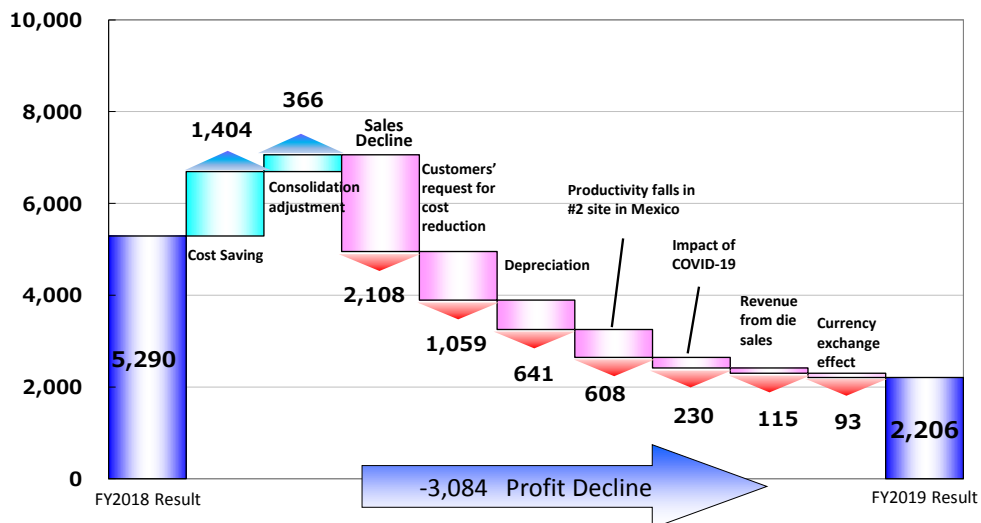 10,000
8,000
6,000
4,000
2,000
0
5,290
FY2018 Result
1,404
Cost Saving
366
Consolidation
adjustment
Sales
Decline
2,108
Customers’
request for
cost
reduction
1,059
Depreciation
641
Productivity falls in
#2 site in Mexico
608
Impact of
COVID-19
230
Revenue
from die
sales
115
Currency
exchange
effect
93
2,206
FY2019 Result
-3,084 Profit Decline